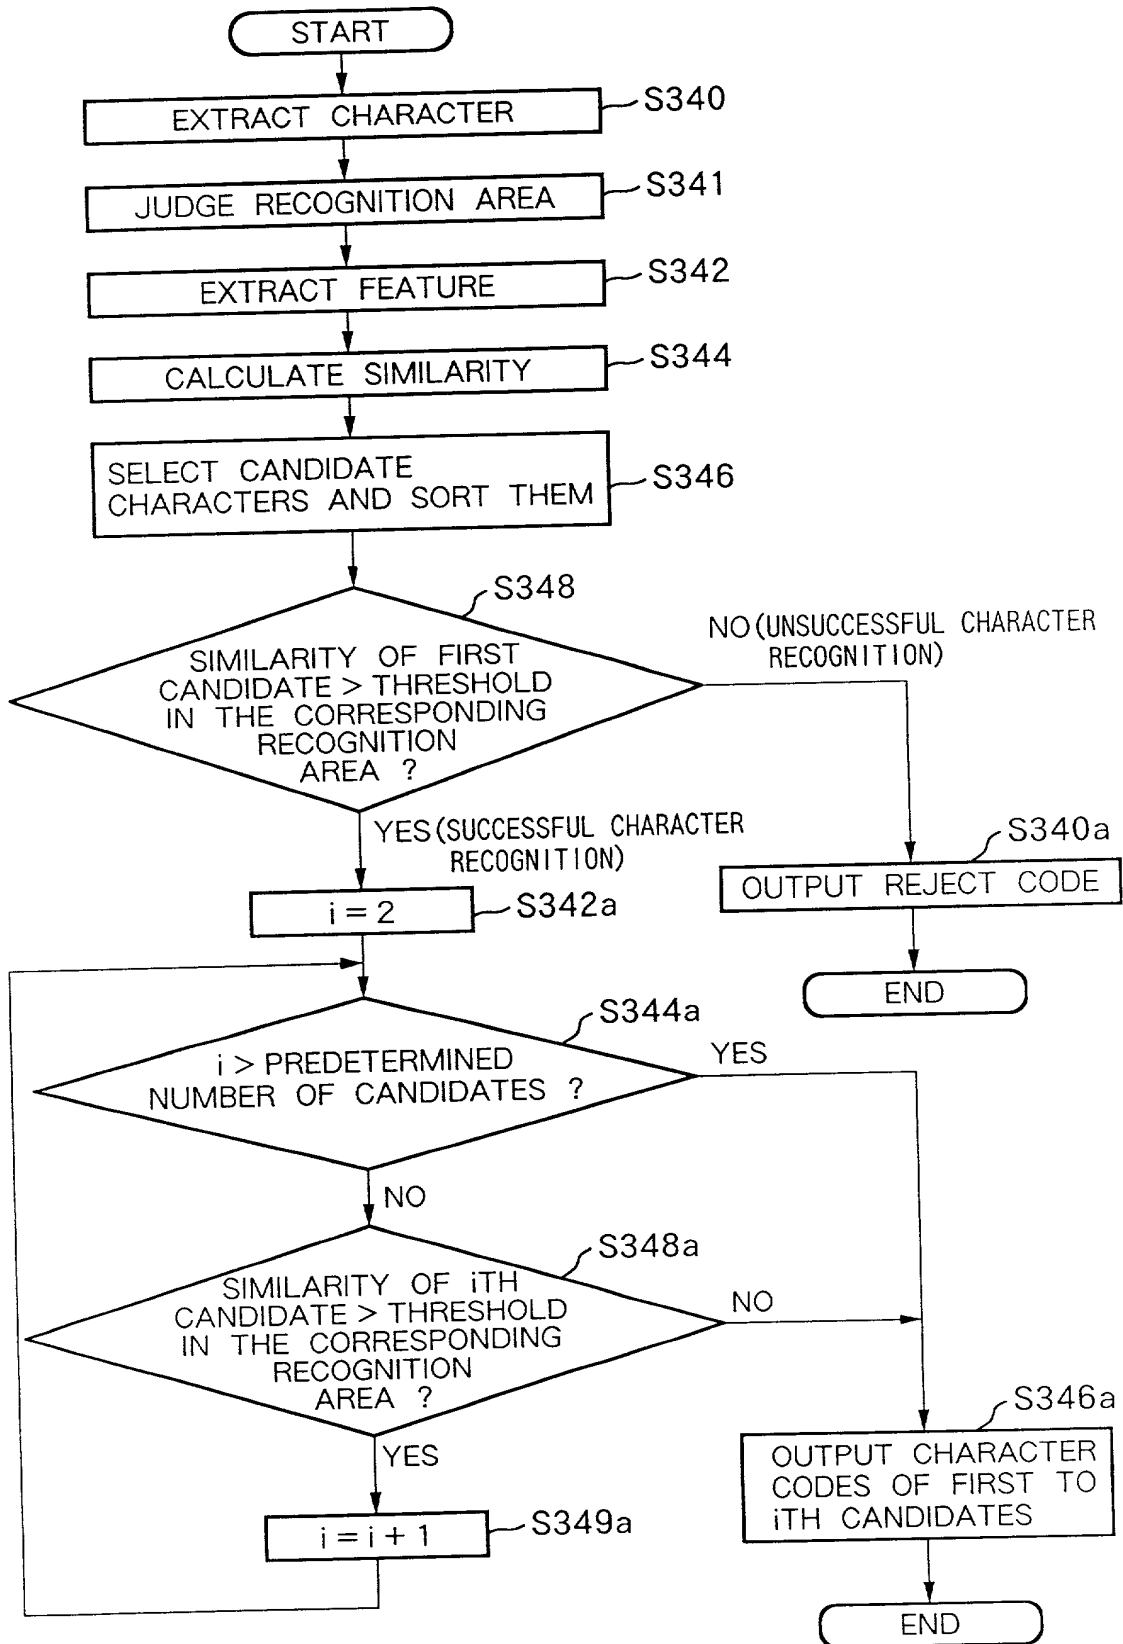 START
EXTRACT CHARACTER
S340
JUDGE RECOGNITION AREA
S341
EXTRACT FEATURE
S342
CALCULATE SIMILARITY
S344
SELECT CANDIDATE
CHARACTERS AND SORT THEM
S346
S348
SIMILARITY OF FIRST
CANDIDATE > THRESHOLD
IN THE CORRESPONDING
RECOGNITION
AREA ?
NO (UNSUCCESSFUL CHARACTER
RECOGNITION)
YES (SUCCESSFUL CHARACTER
RECOGNITION)
S340a
OUTPUT REJECT CODE
END
i = 2
S342a
S344a
i > PREDETERMINED
NUMBER OF CANDIDATES ?
YES
NO
S348a
SIMILARITY OF iTH
CANDIDATE > THRESHOLD
IN THE CORRESPONDING
RECOGNITION
AREA ?
NO
YES
i = i + 1
S349a
S346a
OUTPUT CHARACTER
CODES OF FIRST TO
iTH CANDIDATES
END